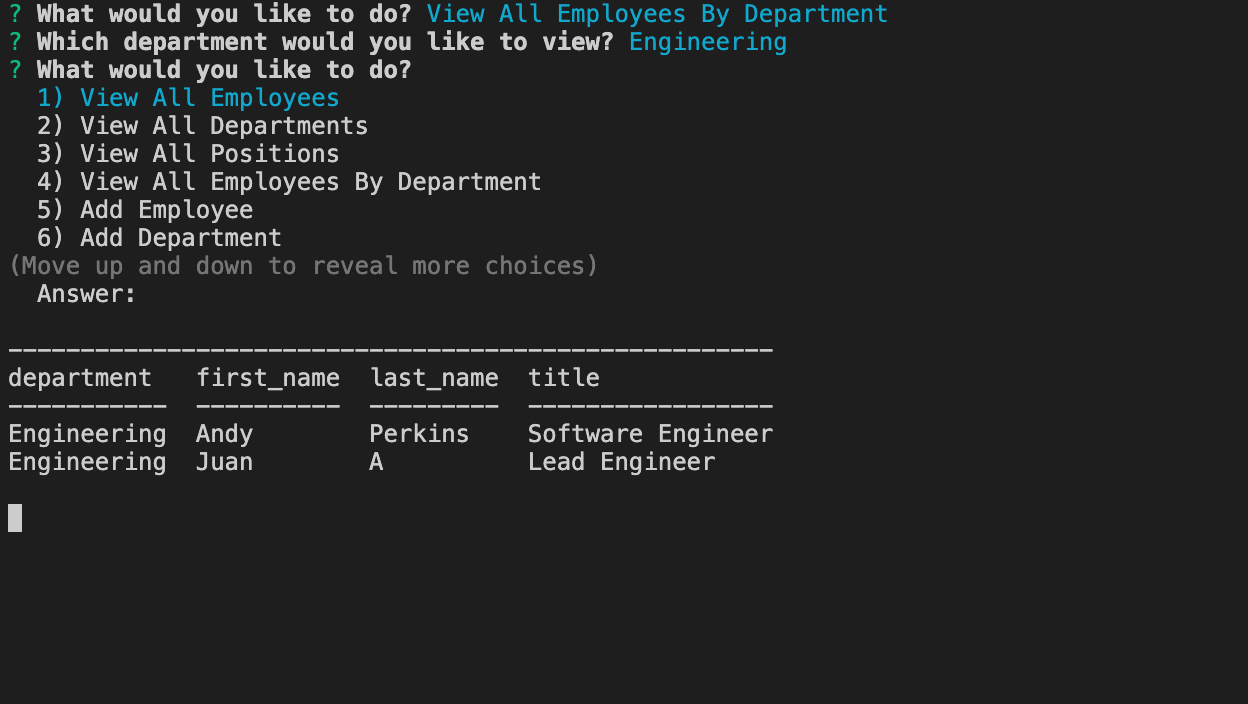 ? What would you like to do? View All Employees By Department
? Which department would you like to view? Engineering
? What would you like to do?
  1) View All Employees
  2) View All Departments
  3) View All Positions
  4) View All Employees By Department
  5) Add Employee
  6) Add Department
(Move up and down to reveal more choices)
  Answer:
-----------------------------------------------------
department   first_name  last_name  title
-----------  ----------  ---------  -----------------
Engineering  Andy        Perkins    Software Engineer
Engineering  Juan        A          Lead Engineer